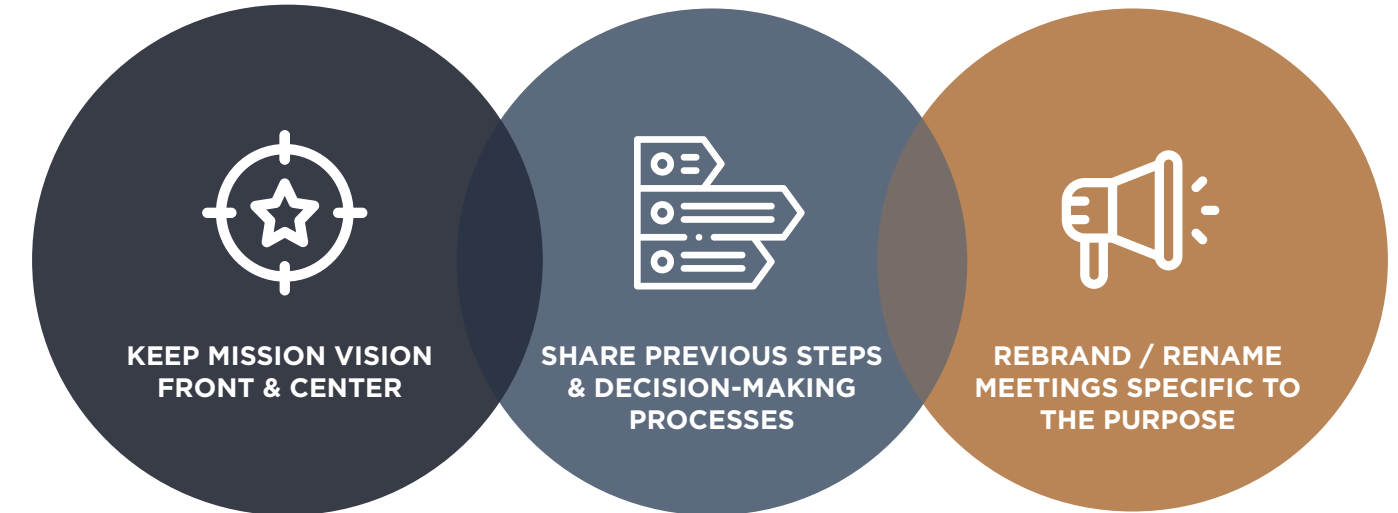 KEEP MISSION VISION
FRONT & CENTER
SHARE PREVIOUS STEPS
& DECISION-MAKING
PROCESSES
REBRAND / RENAME
MEETINGS SPECIFIC TO
THE PURPOSE